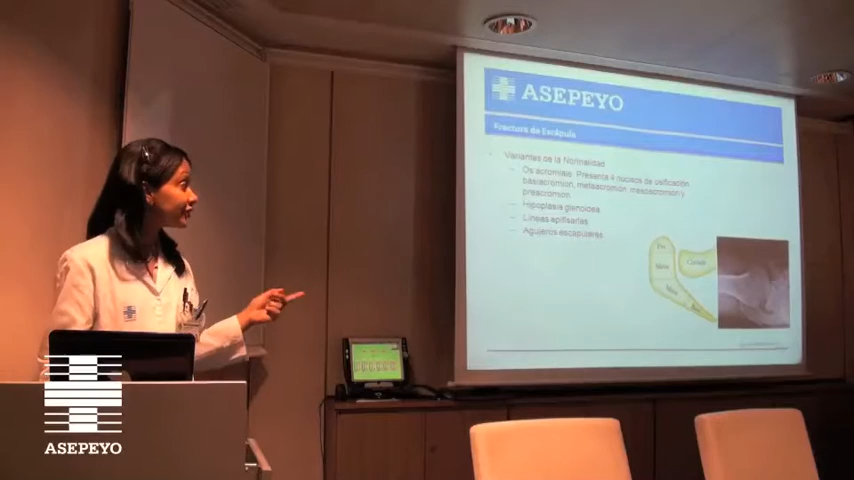 ASEPEYO
Fractura de Escápula
Variantes de la Normalidad
Os acromiale. Presenta 4 nucleos de osificación
basiacromion, metaacromion, mesoacromion y
preacromion.
Hipoplasia glenoidea
Líneas epifisarias
Agujeros escapulares
ASEPEYO